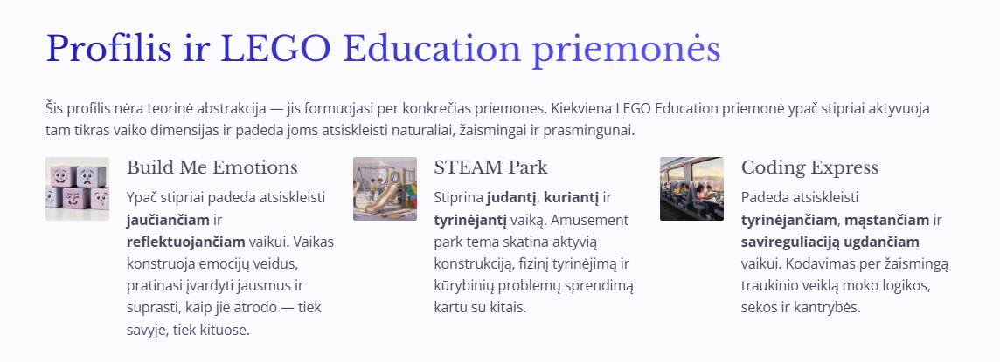 Profilis ir LEGO Education priemonės
Šis profilis nėra teorinė abstrakcija — jis formuojasi per konkrečias priemones. Kiekviena LEGO Education priemonė ypač stipriai aktyvuoja
tam tikras vaiko dimensijas ir padeda joms atsiskleisti natūraliai, žaismingai ir prasmingunai.
Build Me Emotions
Ypač stipriai padeda atsiskleisti
jaučiančiam ir
reflektuojančiam vaikui. Vaikas
konstruoja emocijų veidus,
pratinasi įvardyti jausmus ir
suprasti, kaip jie atrodo — tiek
savyje, tiek kituose.
STEAM Park
Stiprina judantį, kuriantį ir
tyrinėjantį vaiką. Amusement
park tema skatina aktyvią
konstrukciją, fizinį tyrinėjimą ir
kūrybinių problemų sprendimą
kartu su kitais.
Coding Express
Padeda atsiskleisti
tyrinėjančiam, mąstančiam ir
savireguliaciją ugdančiam
vaikui. Kodavimas per žaismingą
traukinio veiklą moko logikos,
sekos ir kantrybės.